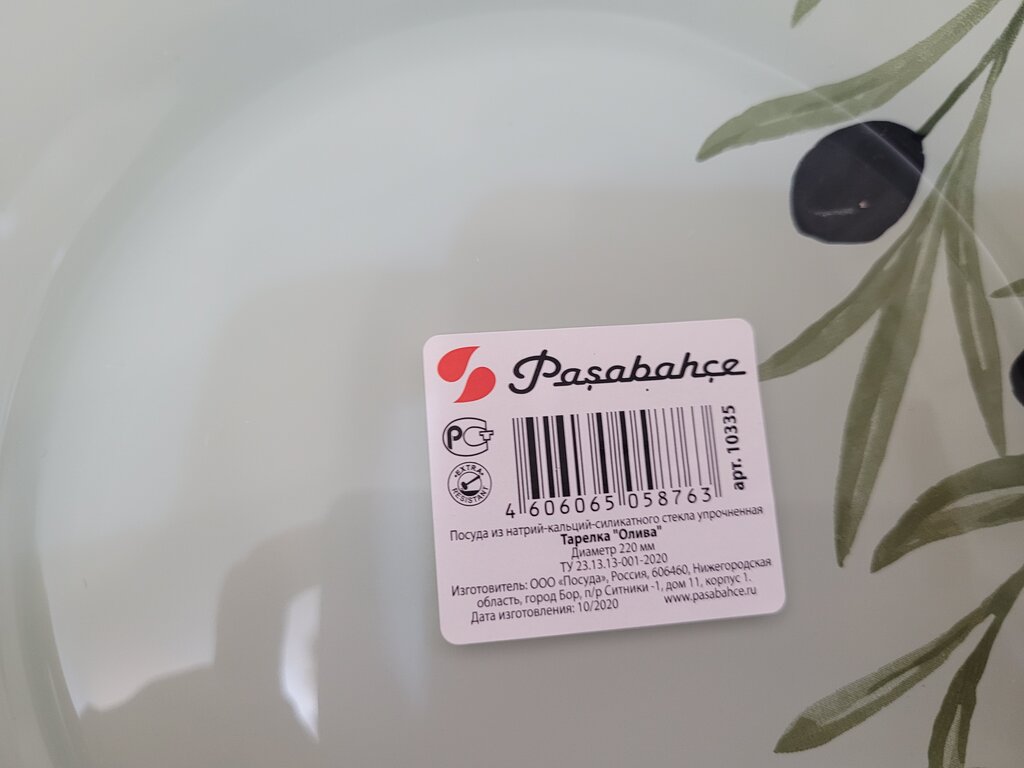 Paşabahçe
РСТ
EXTRA
RESISTANT
арт. 10335
4 606065 058763
Посуда из натрий-кальций-силикатного стекла упрочненная
Тарелка "Олива"
Диаметр 220 мм
ТУ 23.13.13-001-2020
Изготовитель: ООО «Посуда», Россия, 606460, Нижегородская
область, город Бор, п/р Ситники -1, дом 11, корпус 1.
Дата изготовления: 10/2020 www.pasabahce.ru